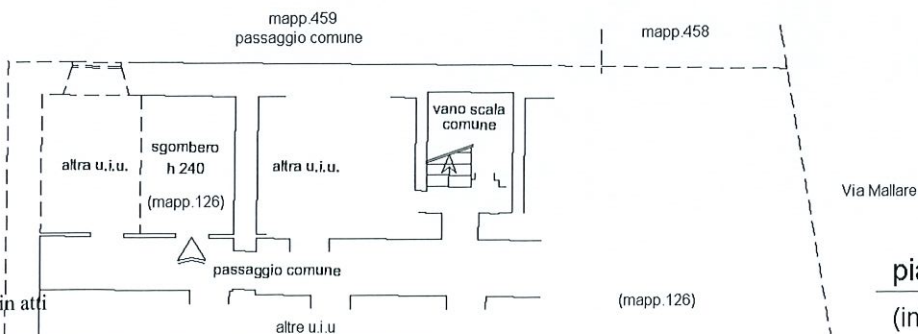 mapp.459
passaggio comune
mapp.458
vano scala
comune
altra u.i.u.
sgombero
h 240
(mapp.126)
altra u.i.u.
Via Mallare
passaggio comune
in atti
altre u.i.u
(mapp.126)
(in